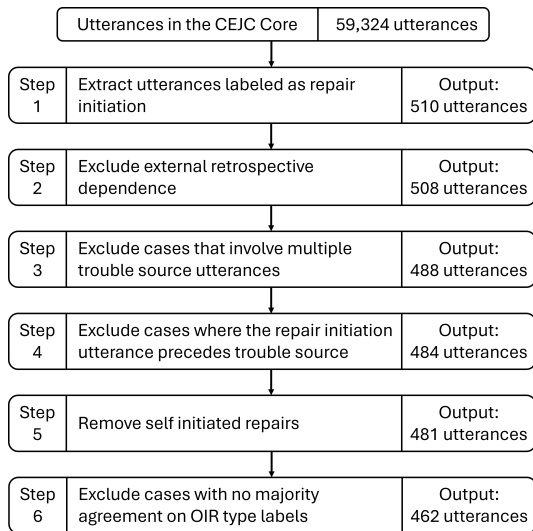 Utterances in the CEJC Core
59,324 utterances
Step
1
Extract utterances labeled as repair
initiation
Output:
510 utterances
Step
2
Exclude external retrospective
dependence
Output:
508 utterances
Step
3
Exclude cases that involve multiple
trouble source utterances
Output:
488 utterances
Step
4
Exclude cases where the repair initiation
utterance precedes trouble source
Output:
484 utterances
Step
5
Remove self initiated repairs
Output:
481 utterances
Step
6
Exclude cases with no majority
agreement on OIR type labels
Output:
462 utterances